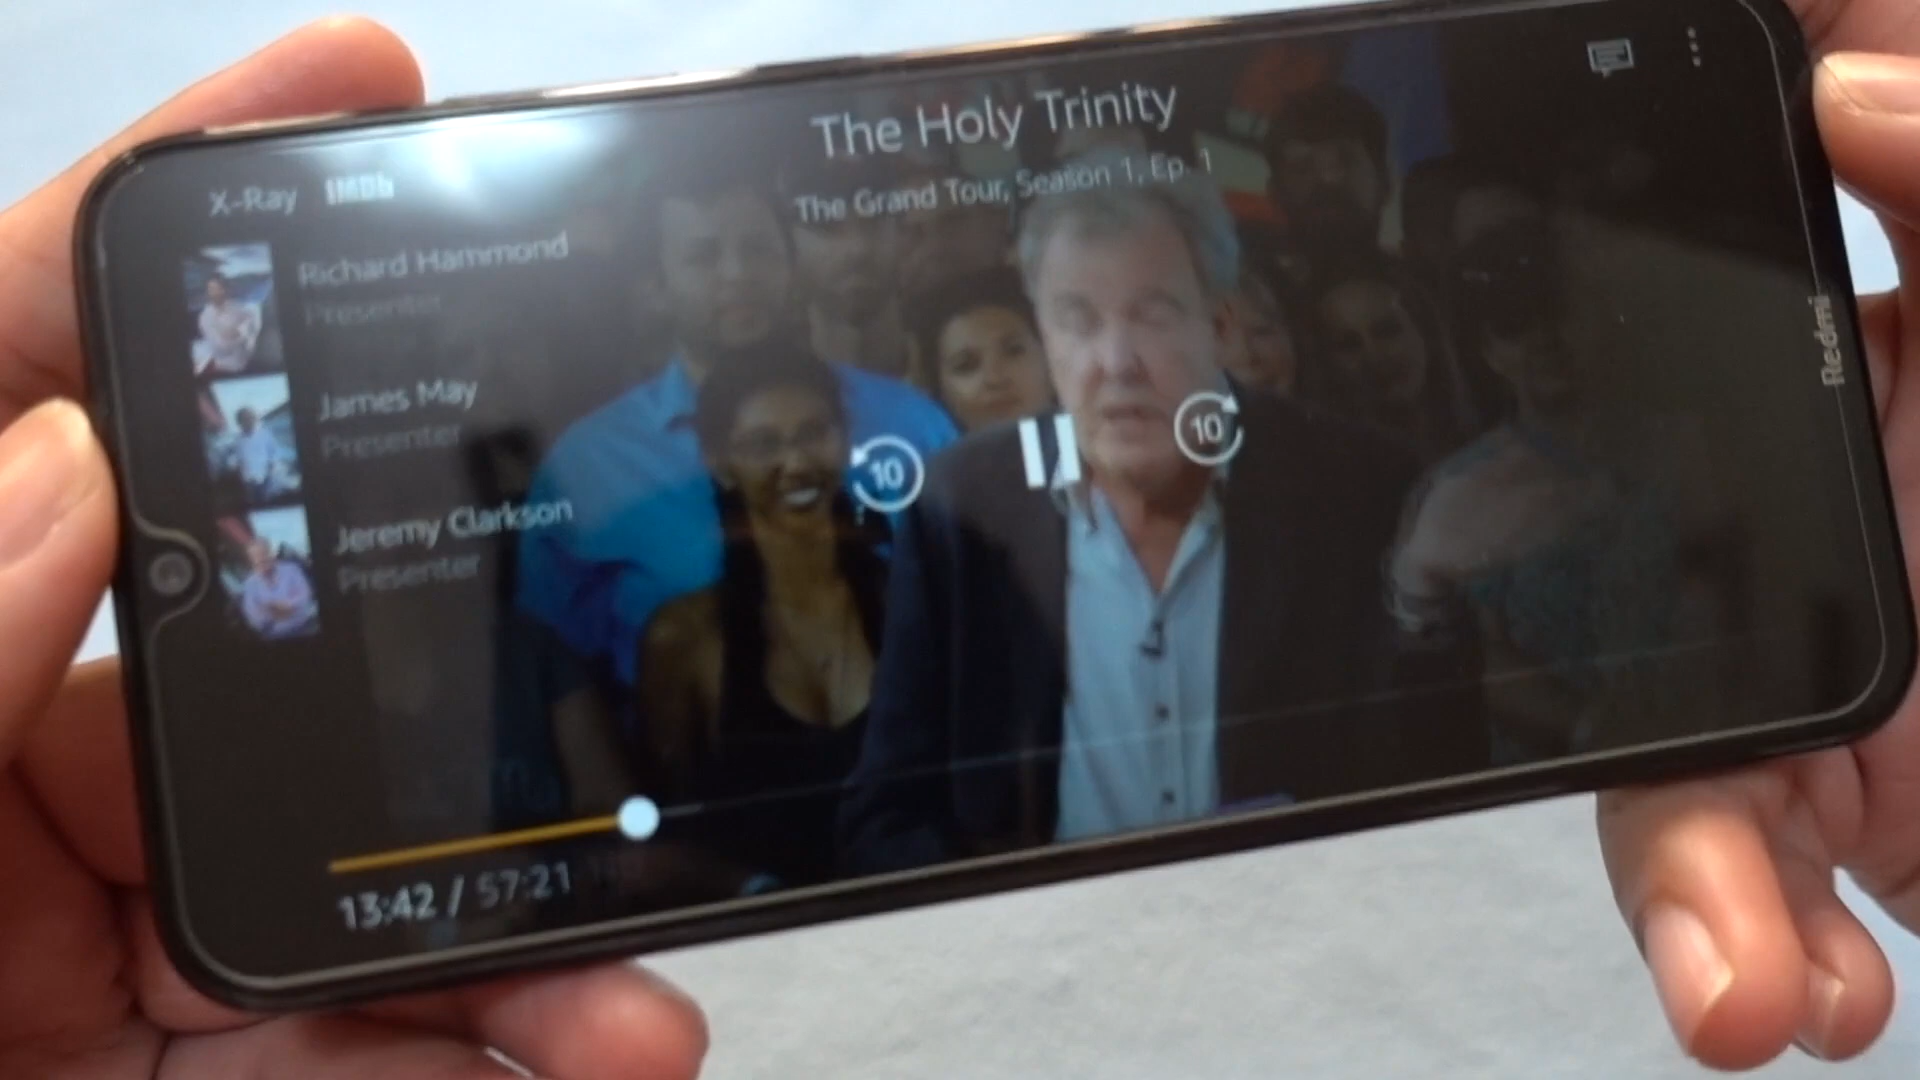 The Holy Trinity
The Grand Tour, Season 1, Ep. 1
X-Ray IMDb
Richard Hammond
Presenter
James May
Presenter
Jeremy Clarkson
Presenter
10
10
13:42 / 57:21
Redmi